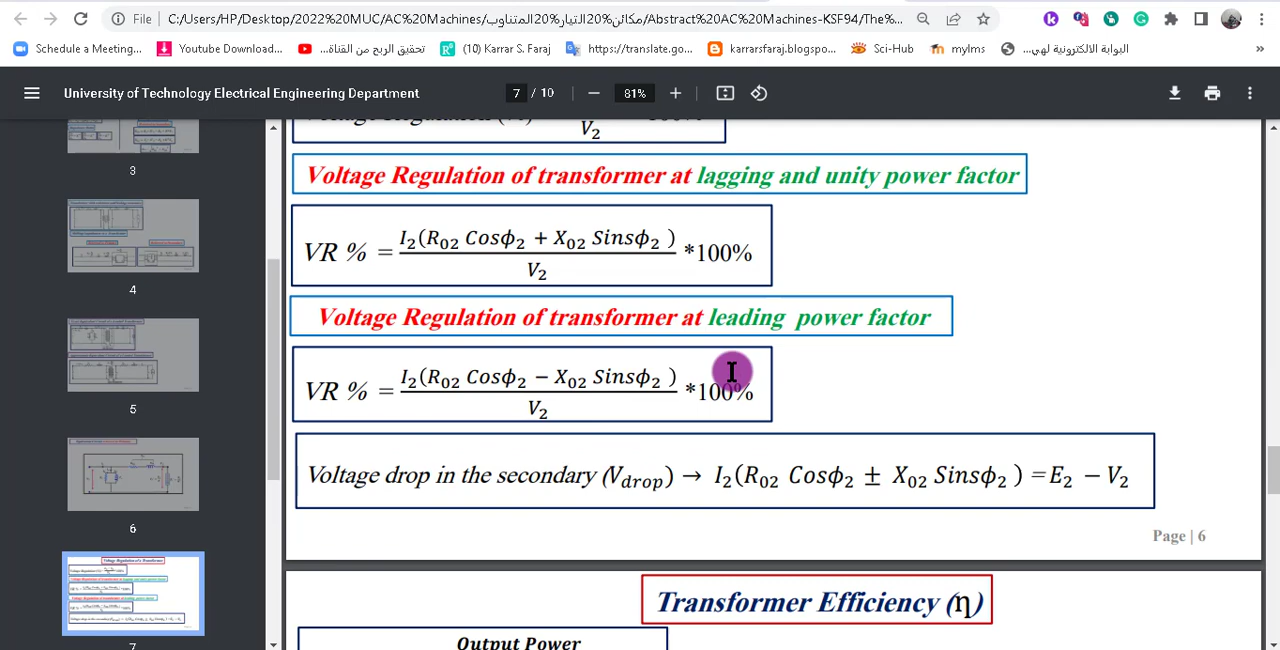 File | C:/Users/HP/Desktop/2022%20MUC/AC%20Machines/مكائن%20التيار%20المتناوب/Abstract%20AC%20Machines-KSF94/The%...
Schedule a Meeting... Youtube Download... تحقيق الربح من القناة... (10) Karrar S. Faraj https://translate.go... karrarsfaraj.blogspo... Sci-Hub mylms البوابة الالكترونية لهي... »
University of Technology Electrical Engineering Department 7 / 10 81%
3
4
5
6
7
V₂
Voltage Regulation of transformer at lagging and unity power factor
VR % = I₂(R₀₂ Cosϕ₂ + X₀₂ Sinsϕ₂ ) / V₂ *100%
Voltage Regulation of transformer at leading power factor
VR % = I₂(R₀₂ Cosϕ₂ − X₀₂ Sinsϕ₂ ) / V₂ *100%
Voltage drop in the secondary (V_drop) → I₂(R₀₂ Cosϕ₂ ± X₀₂ Sinsϕ₂ ) = E₂ − V₂
Page | 6
Transformer Efficiency (η)
Output Power